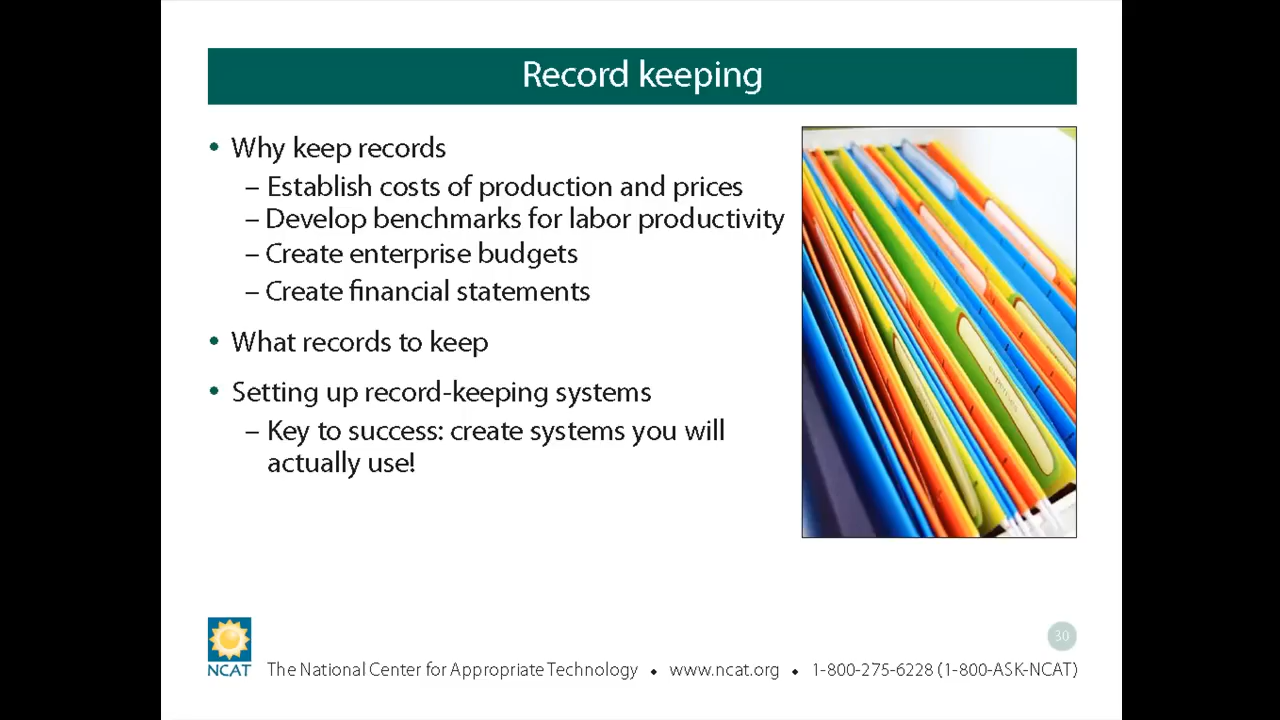 Record keeping
• Why keep records
– Establish costs of production and prices
– Develop benchmarks for labor productivity
– Create enterprise budgets
– Create financial statements
• What records to keep
• Setting up record-keeping systems
– Key to success: create systems you will
actually use!
30
NCAT
The National Center for Appropriate Technology • www.ncat.org • 1-800-275-6228 (1-800-ASK-NCAT)